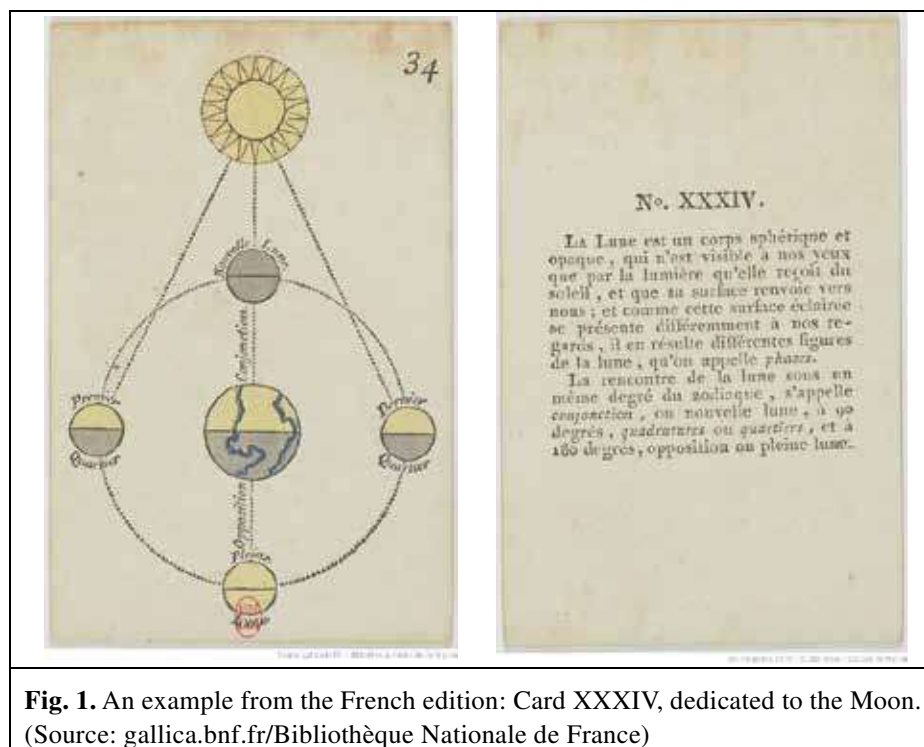 34
Nouvelle Lune
Conjonction
Premier
Quartier
Dernier
Quartier
Opposition
Pleine
No. XXXIV.
LA Lune est un corps sphérique et
opaque, qui n'est visible à nos yeux
que par la lumière qu'elle reçoit du
soleil, et que sa surface renvoie vers
nous; et comme cette surface éclairée
se présente différemment à nos re-
gards, il en résulte différentes figures
de la lune, qu'on appelle phases.
La rencontre de la lune sous un
même degré du zodiaque, s'appelle
conjonction, ou nouvelle lune, à 90
degrés, quadratures ou quartiers, et à
180 degrés, opposition ou pleine lune.
Fig. 1. An example from the French edition: Card XXXIV, dedicated to the Moon.
(Source: gallica.bnf.fr/Bibliothèque Nationale de France)